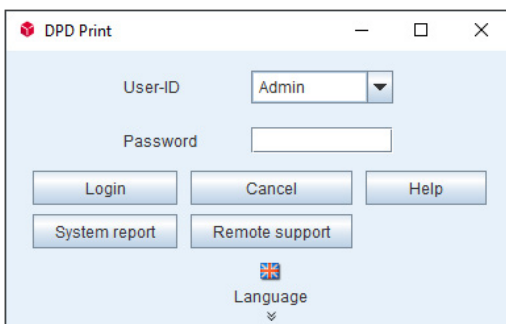 DPD Print
User-ID Admin
Password
Login Cancel Help
System report Remote support
Language